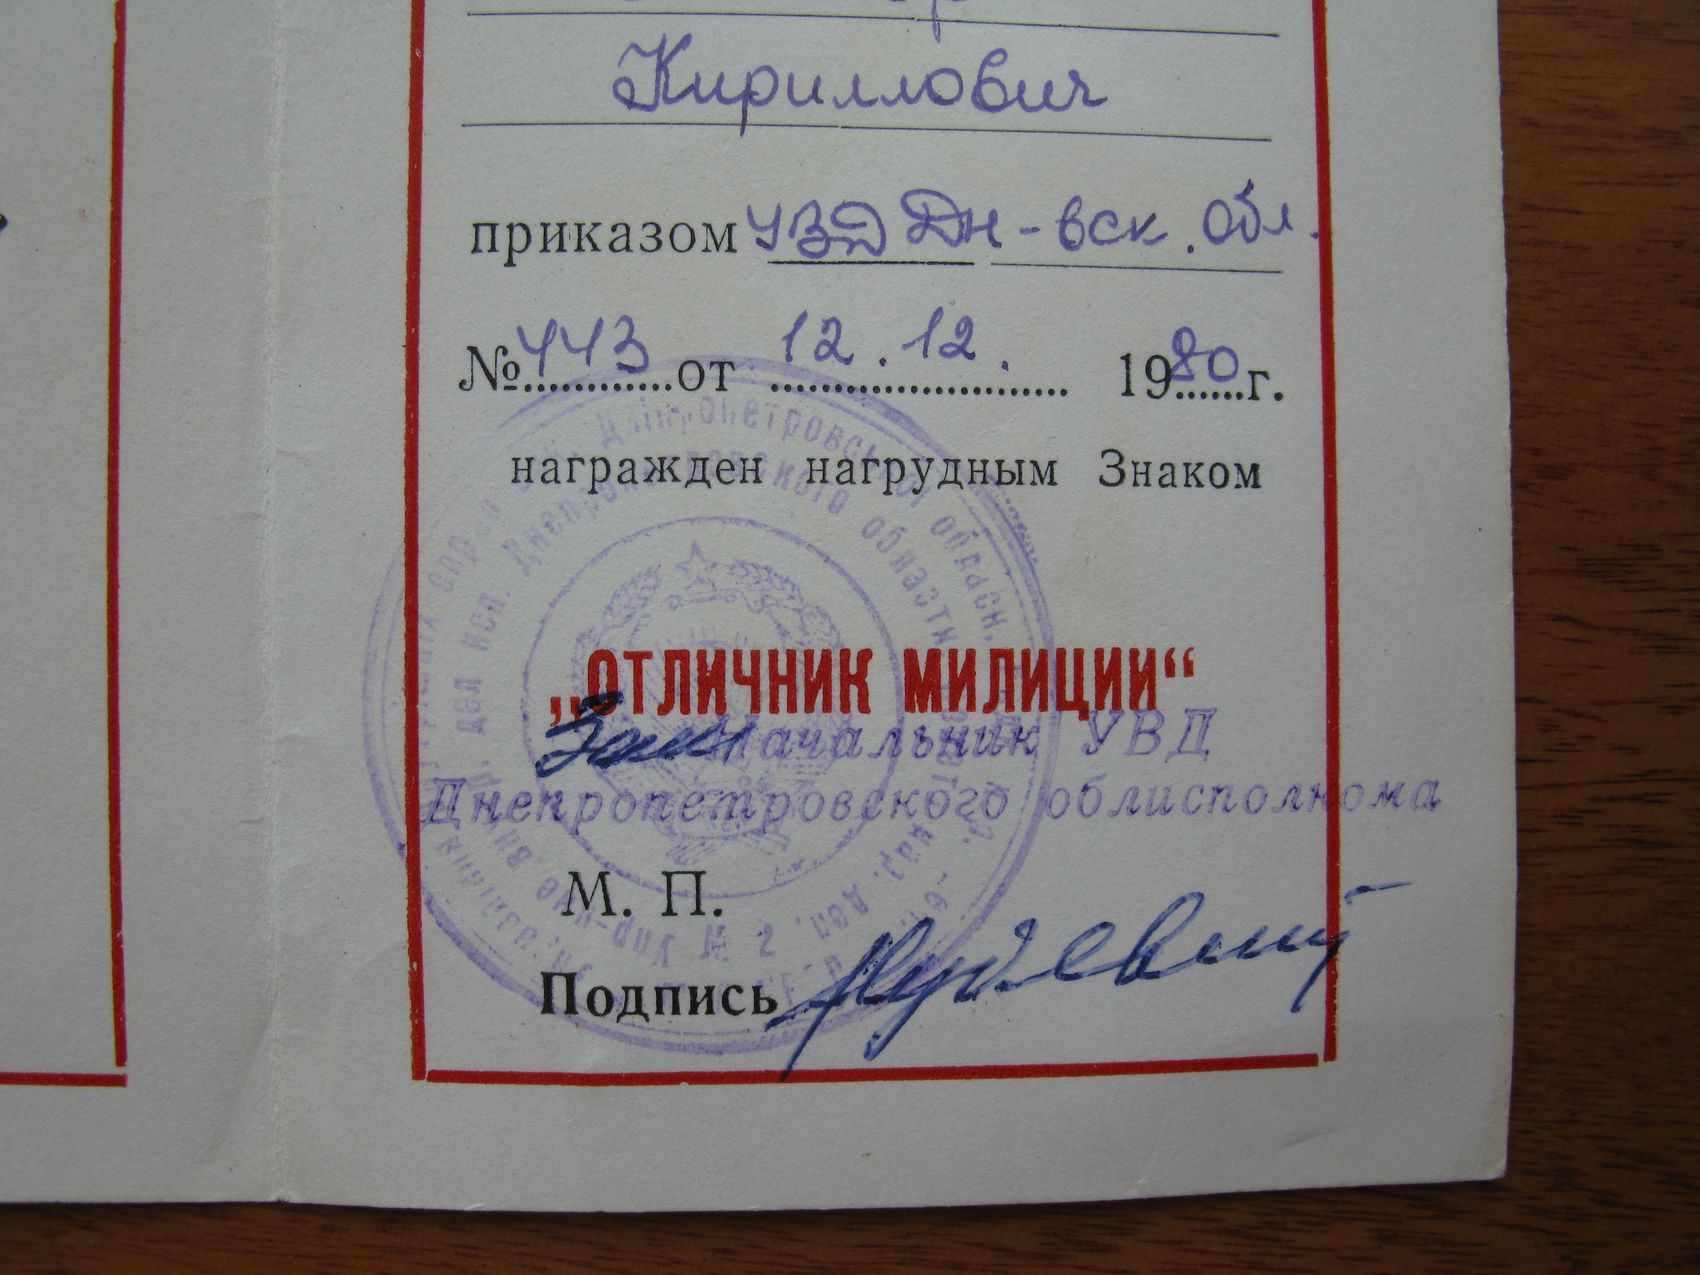 Кириллович
приказом УВД Дн-вск. обл.
№ 443 от 12.12. 1980 г.
награжден нагрудным Знаком
„ОТЛИЧНИК МИЛИЦИИ“
Зам Начальник УВД
Днепропетровского облисполкома
М. П.
Подпись